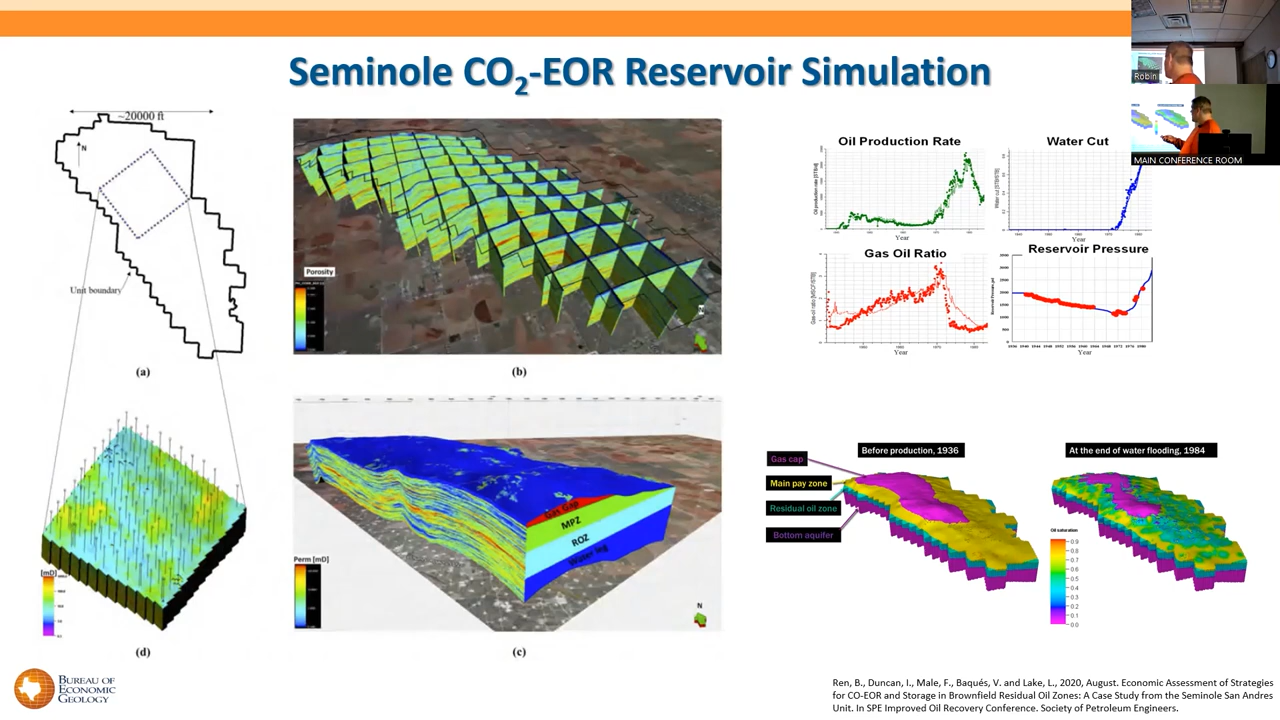 Seminole CO2-EOR Reservoir Simulation
Robin
MAIN CONFERENCE ROOM
~20000 ft
N
Unit boundary
(a)
Porosity
(b)
Oil Production Rate
Year
Water Cut
Year
Gas Oil Ratio
Year
Reservoir Pressure
Year
[mD]
(d)
Gas Cap
MPZ
ROZ
Water leg
Perm [mD]
N
(c)
Before production, 1936
At the end of water flooding, 1984
Gas cap
Main pay zone
Residual oil zone
Bottom aquifer
Oil saturation
0.9
0.8
0.7
0.6
0.5
0.4
0.3
0.2
0.1
0.0
BUREAU OF
ECONOMIC
GEOLOGY
Ren, B., Duncan, I., Male, F., Baqués, V. and Lake, L., 2020, August. Economic Assessment of Strategies
for CO-EOR and Storage in Brownfield Residual Oil Zones: A Case Study from the Seminole San Andres
Unit. In SPE Improved Oil Recovery Conference. Society of Petroleum Engineers.